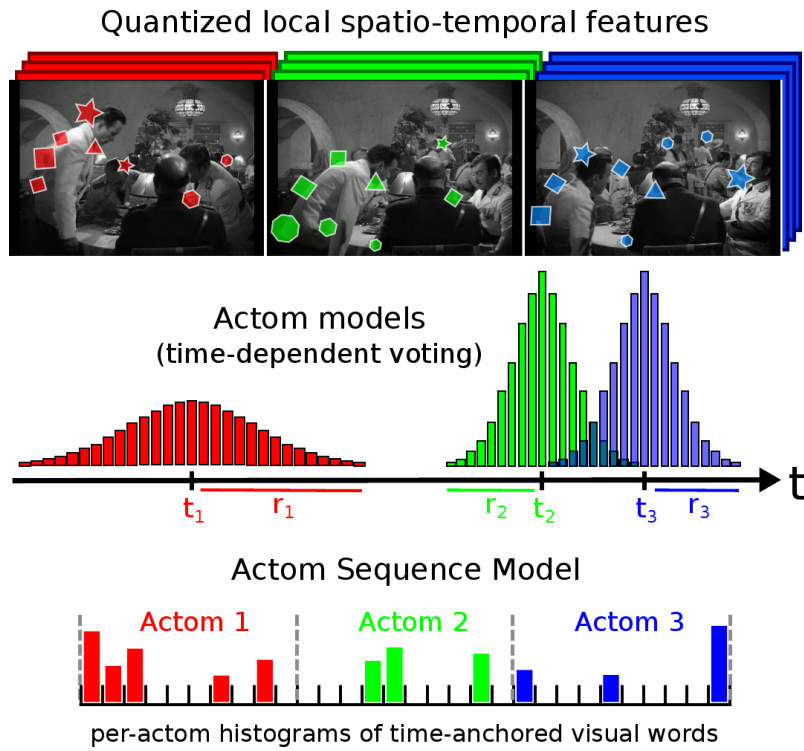 Quantized local spatio-temporal features
Actom models
(time-dependent voting)
t
t₁ r₁ r₂ t₂ t₃ r₃
Actom Sequence Model
Actom 1 Actom 2 Actom 3
per-actom histograms of time-anchored visual words